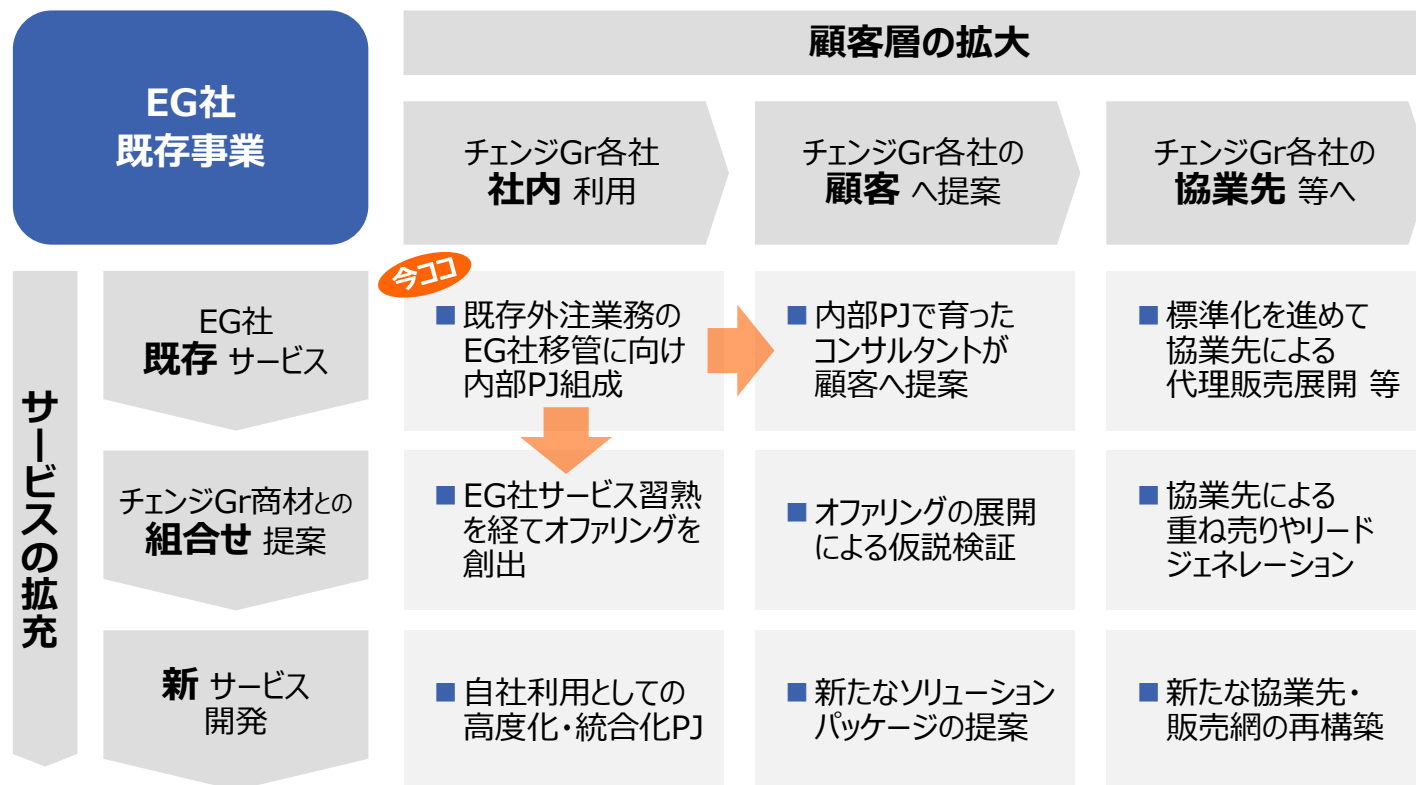 EG社
既存事業
顧客層の拡大
チェンジGr各社
社内 利用
チェンジGr各社の
顧客 へ提案
チェンジGr各社の
協業先 等へ
サービスの拡充
EG社
既存 サービス
今ココ
■ 既存外注業務の
EG社移管に向け
内部PJ組成
■ 内部PJで育った
コンサルタントが
顧客へ提案
■ 標準化を進めて
協業先による
代理販売展開 等
チェンジGr商材との
組合せ 提案
■ EG社サービス習熟
を経てオファリングを
創出
■ オファリングの展開
による仮説検証
■ 協業先による
重ね売りやリード
ジェネレーション
新 サービス
開発
■ 自社利用としての
高度化・統合化PJ
■ 新たなソリューション
パッケージの提案
■ 新たな協業先・
販売網の再構築